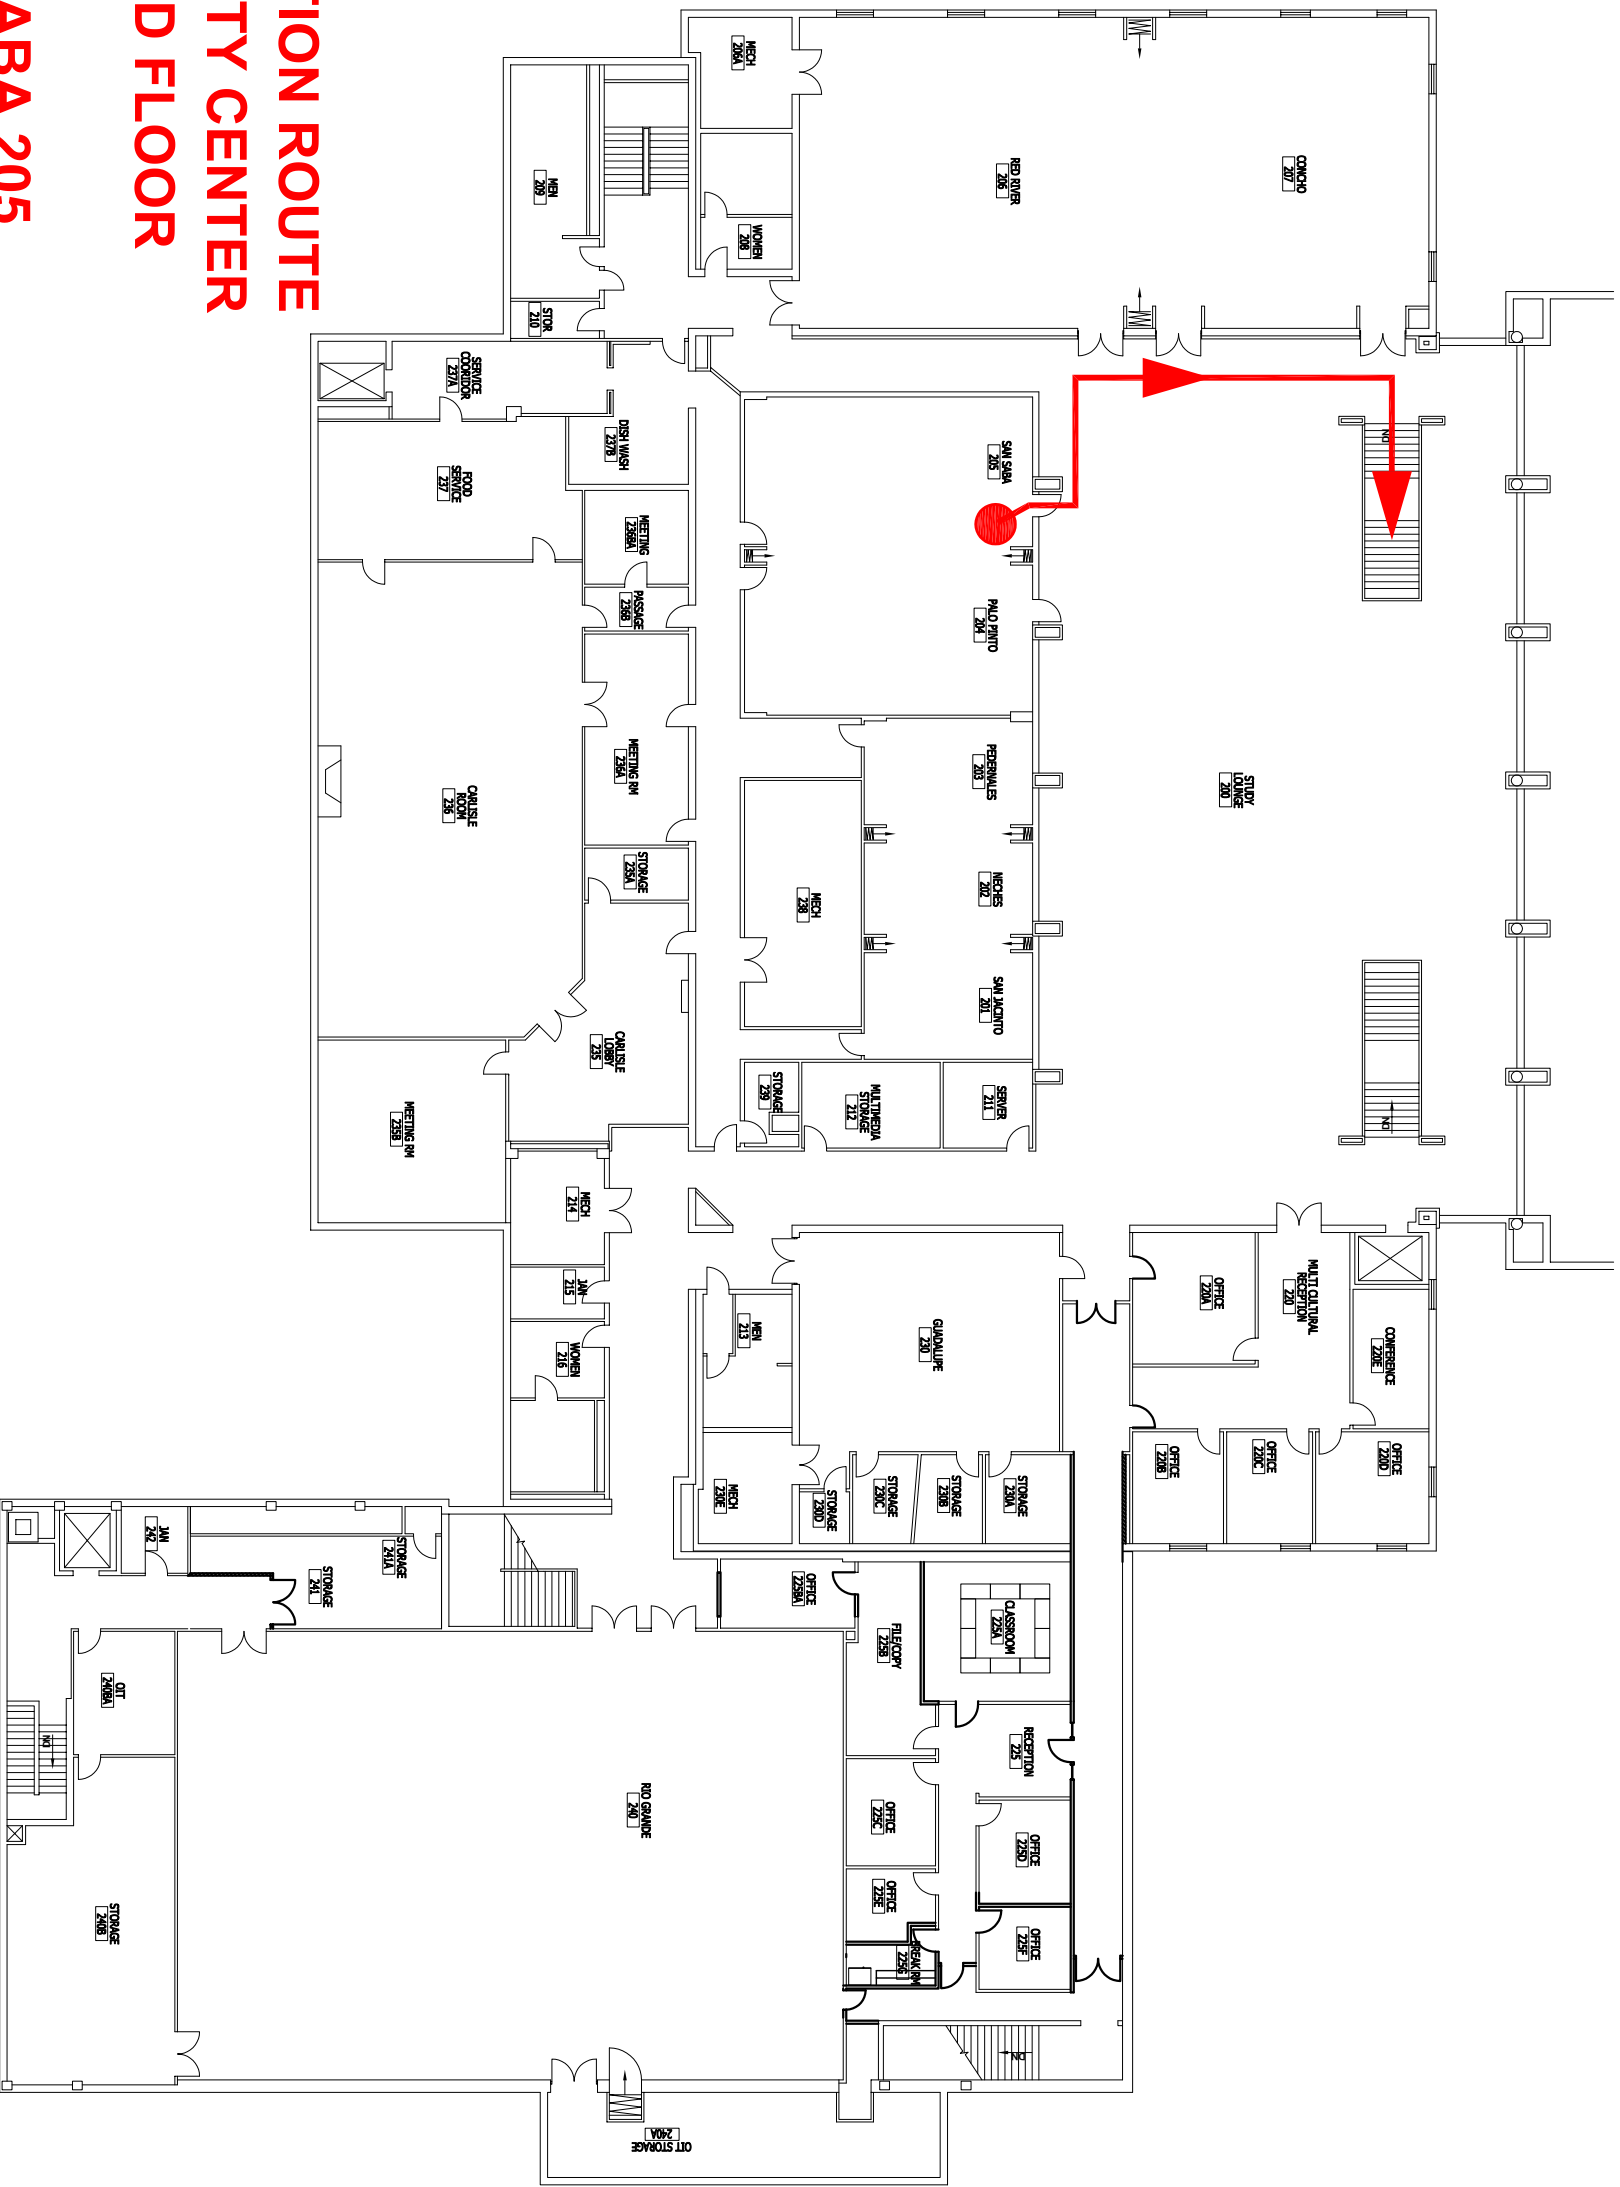 TION ROUTE
TY CENTER
D FLOOR
ABA 205
MECH
206A
RED RIVER
206
CONCHO
207
MEN
209
WOMEN
208
STOR
210
SERVICE
COORIDOR
237A
DISH WASH
237B
FOOD
SERVICE
237
SAN SABA
205
MEETING
236BA
PASSAGE
236B
PALO PINTO
204
MEETING RM
236A
PEDERNALES
203
STUDY
LOUNGE
200
CARLISLE
ROOM
236
STORAGE
235A
MECH
238
NECHES
202
SAN JACINTO
201
CARLISLE
LOBBY
235
MEETING RM
235B
STORAGE
239
MULTIMEDIA
STORAGE
212
SERVER
211
DN
DN
MECH
214
JAN
215
WOMEN
216
MEN
213
GUADALUPE
230
OFFICE
220A
MULTI CULTURAL
RECEPTION
220
CONFERENCE
220E
OFFICE
220B
OFFICE
220C
OFFICE
220D
MECH
230E
STORAGE
230D
STORAGE
230C
STORAGE
230B
STORAGE
230A
JAN
242
STORAGE
241A
STORAGE
241
OFFICE
225BA
FILE/COPY
225B
CLASSROOM
225A
OIT
240BA
RECEPTION
225
RIO GRANDE
240
OFFICE
225C
OFFICE
225D
OFFICE
225E
OFFICE
225F
BREAK RM
225G
STORAGE
240B
DN
DN
OIT STORAGE
240A